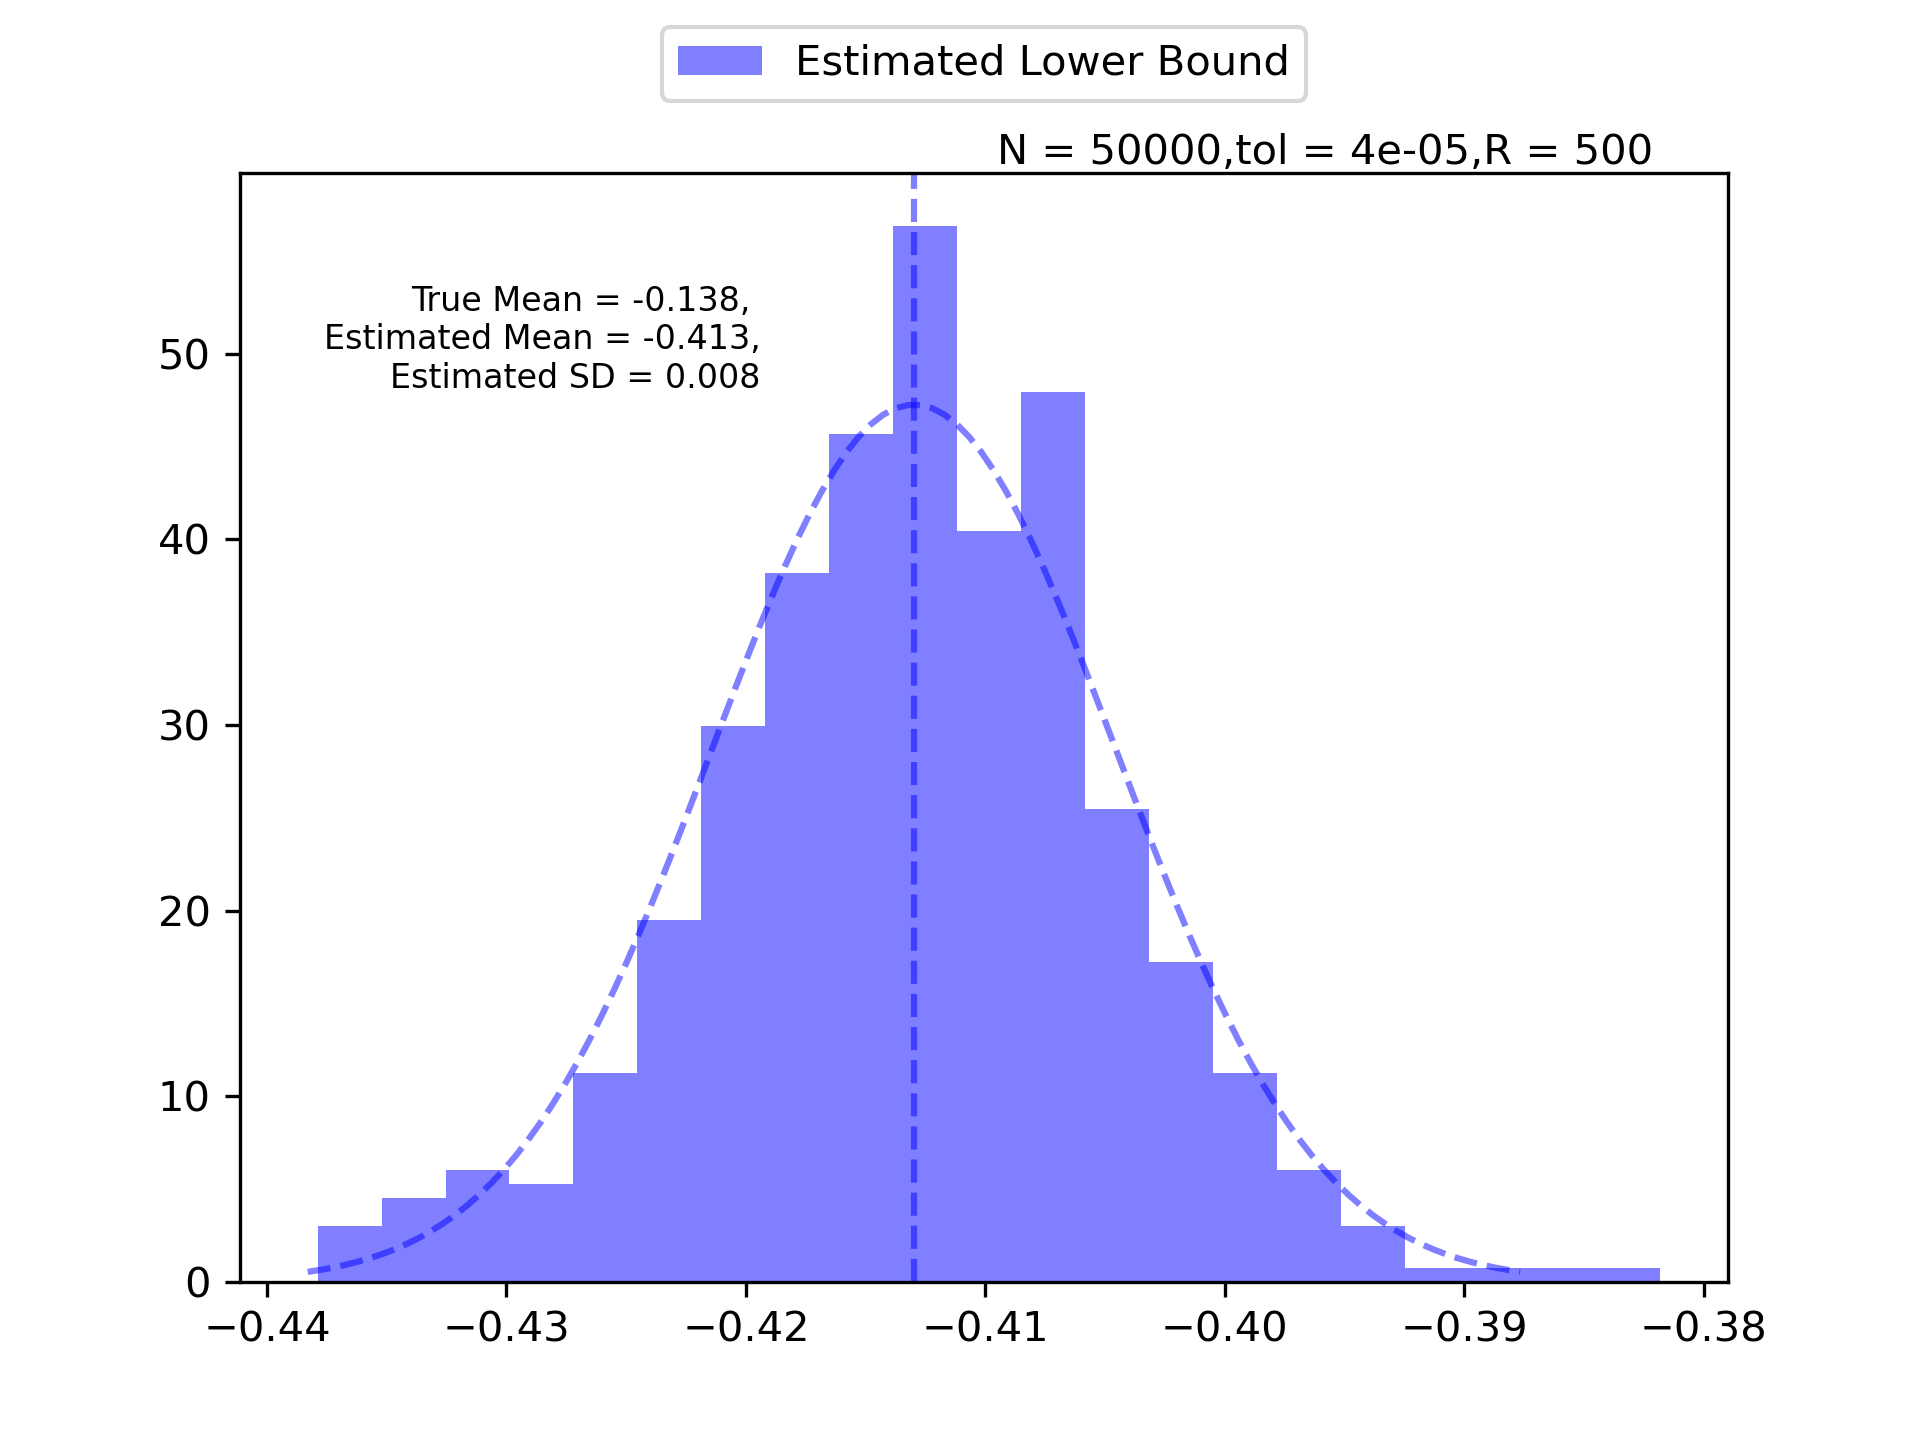 Estimated Lower Bound
N = 50000,tol = 4e-05,R = 500
True Mean = -0.138,
Estimated Mean = -0.413,
Estimated SD = 0.008
50
40
30
20
10
0
−0.44 −0.43 −0.42 −0.41 −0.40 −0.39 −0.38